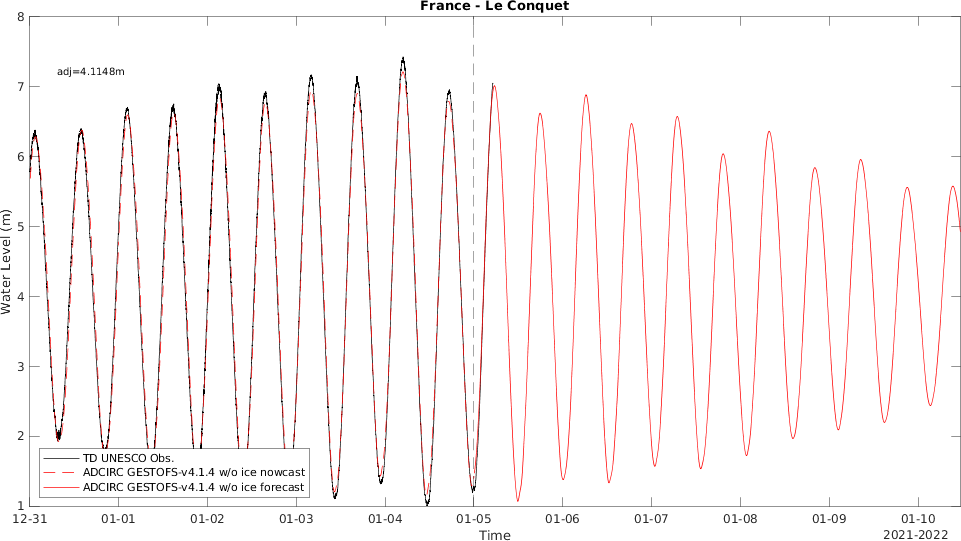 France - Le Conquet
8
7
6
5
4
3
2
1
Water Level (m)
adj=4.1148m
TD UNESCO Obs.
ADCIRC GESTOFS-v4.1.4 w/o ice nowcast
ADCIRC GESTOFS-v4.1.4 w/o ice forecast
12-31 01-01 01-02 01-03 01-04 01-05 01-06 01-07 01-08 01-09 01-10
Time
2021-2022